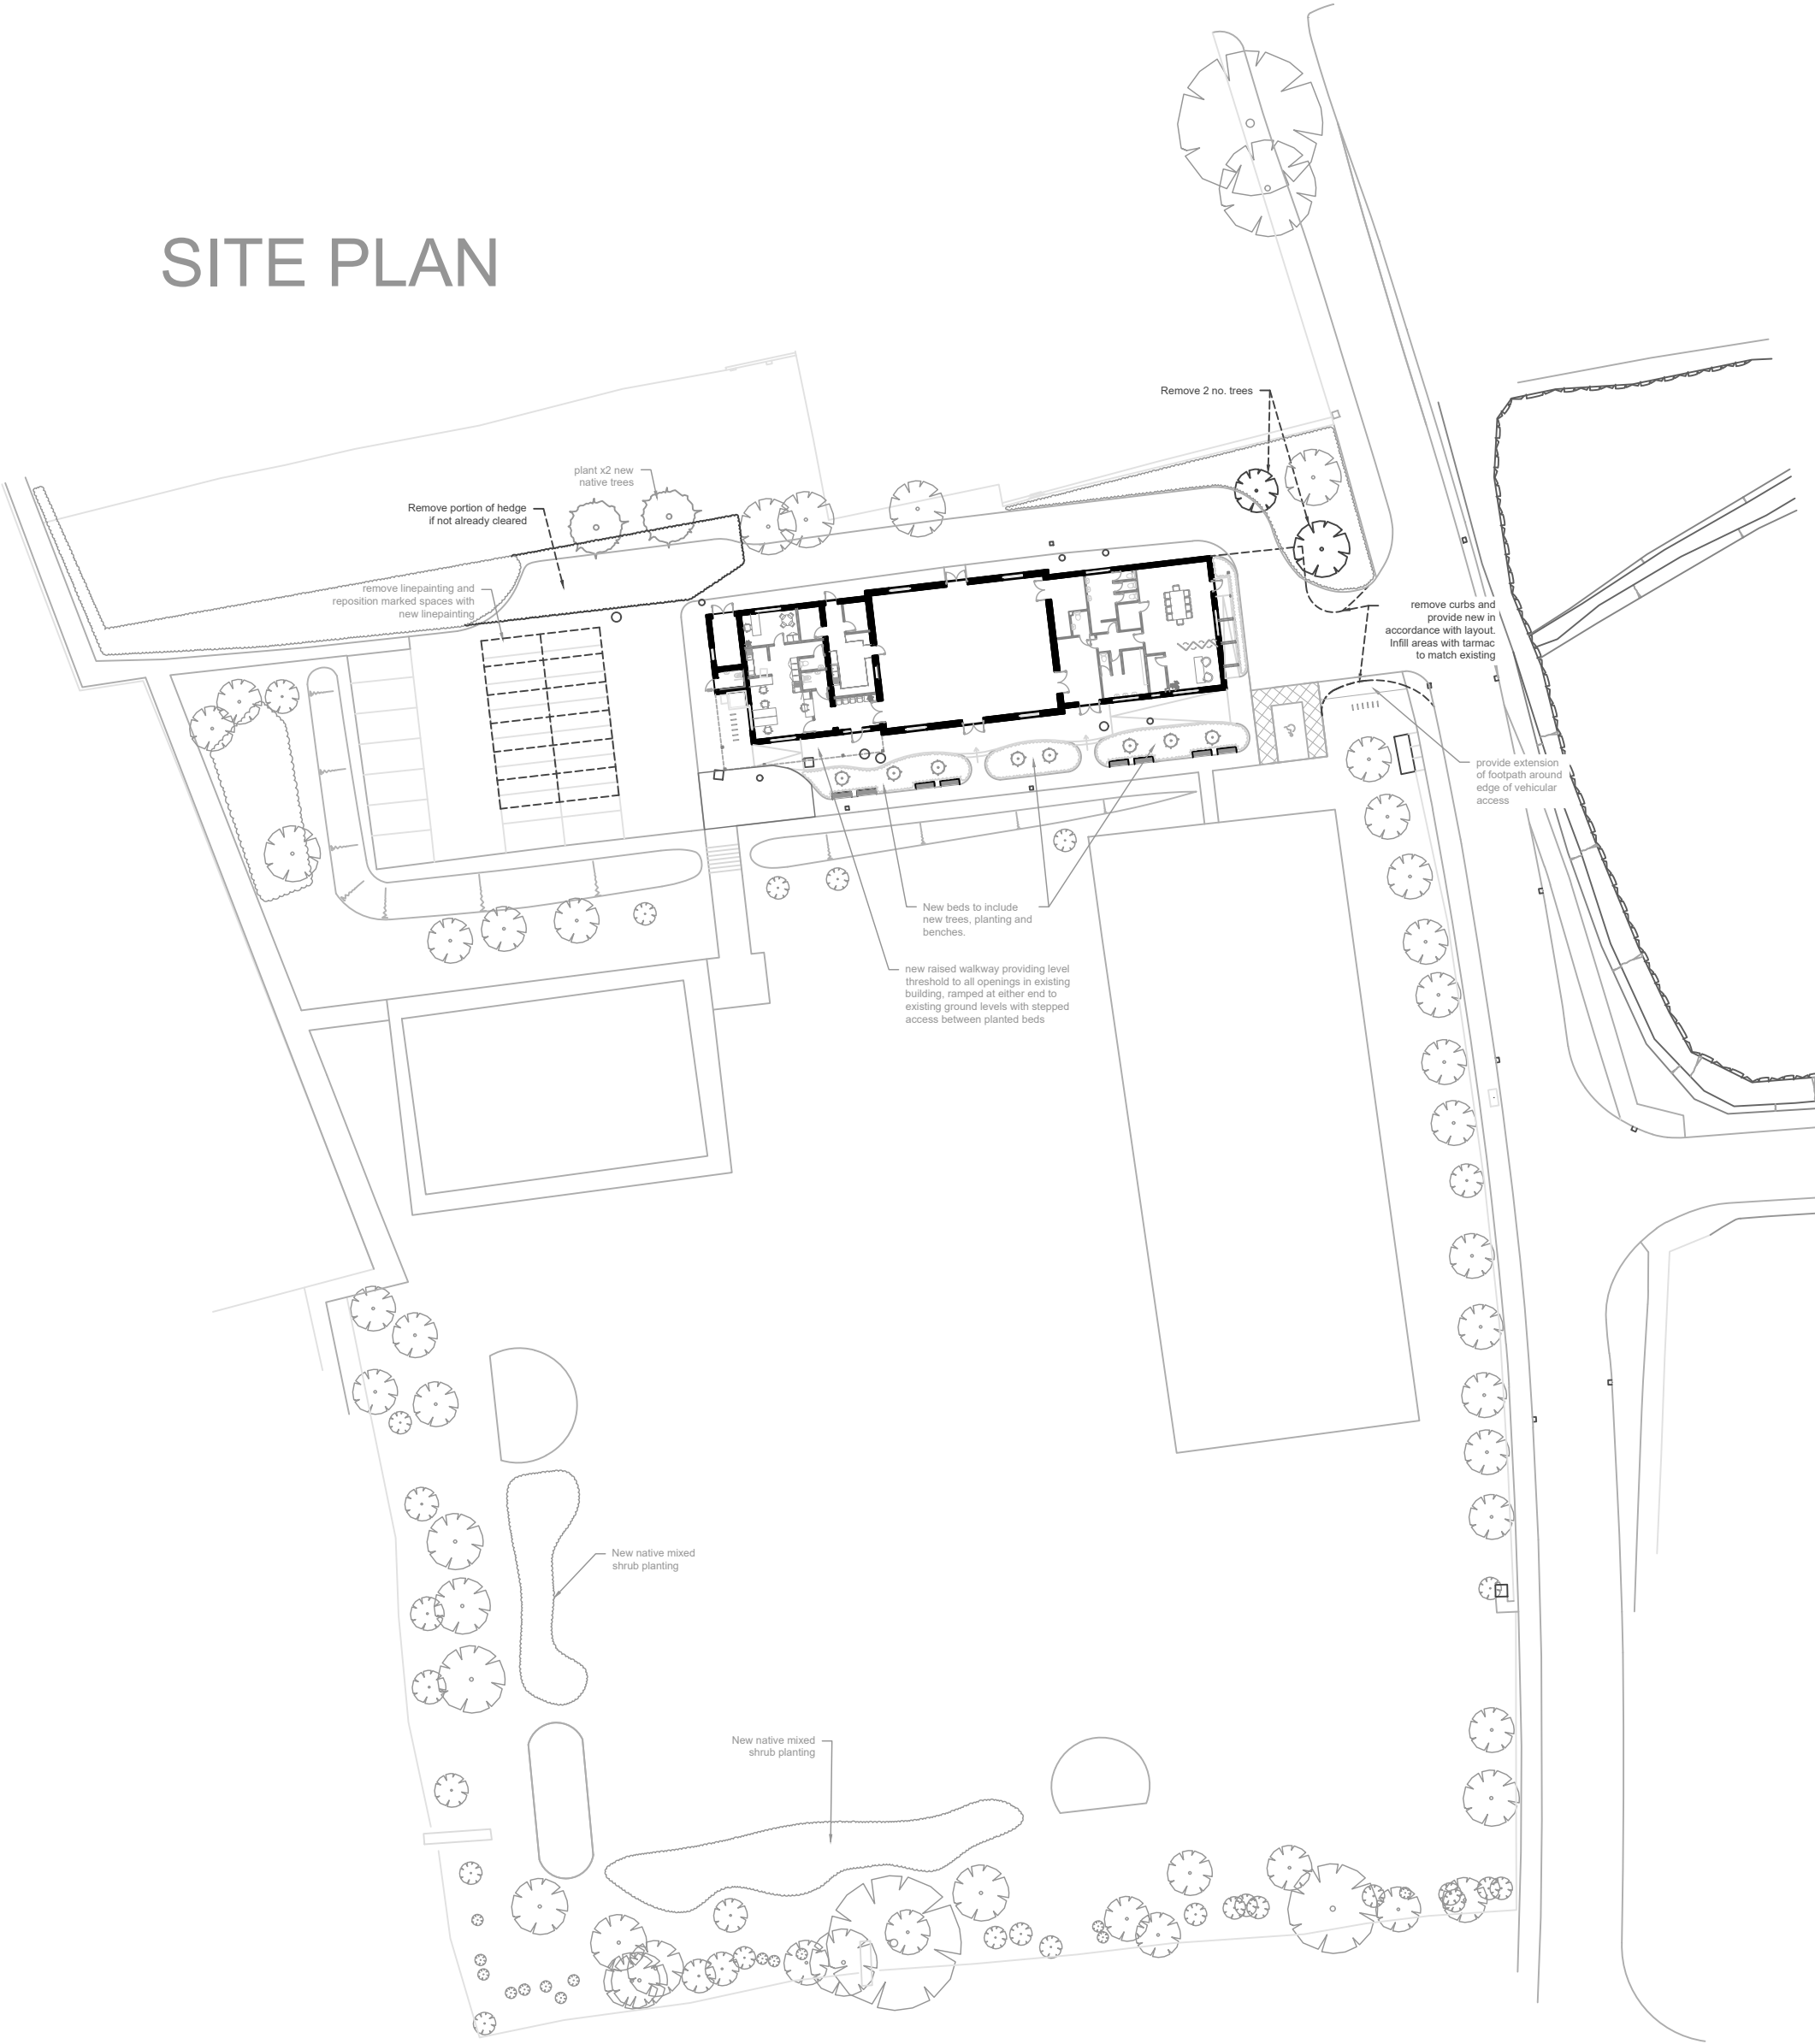 SITE PLAN
Remove 2 no. trees
plant x2 new
native trees
Remove portion of hedge
if not already cleared
remove linepainting and
reposition marked spaces with
new linepainting
remove curbs and
provide new in
accordance with layout.
Infill areas with tarmac
to match existing
provide extension
of footpath around
edge of vehicular
access
New beds to include
new trees, planting and
benches.
new raised walkway providing level
threshold to all openings in existing
building, ramped at either end to
existing ground levels with stepped
access between planted beds
New native mixed
shrub planting
New native mixed
shrub planting